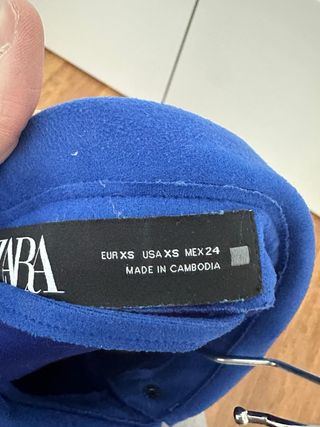 ZARA
EUR XS USA XS MEX 24
MADE IN CAMBODIA